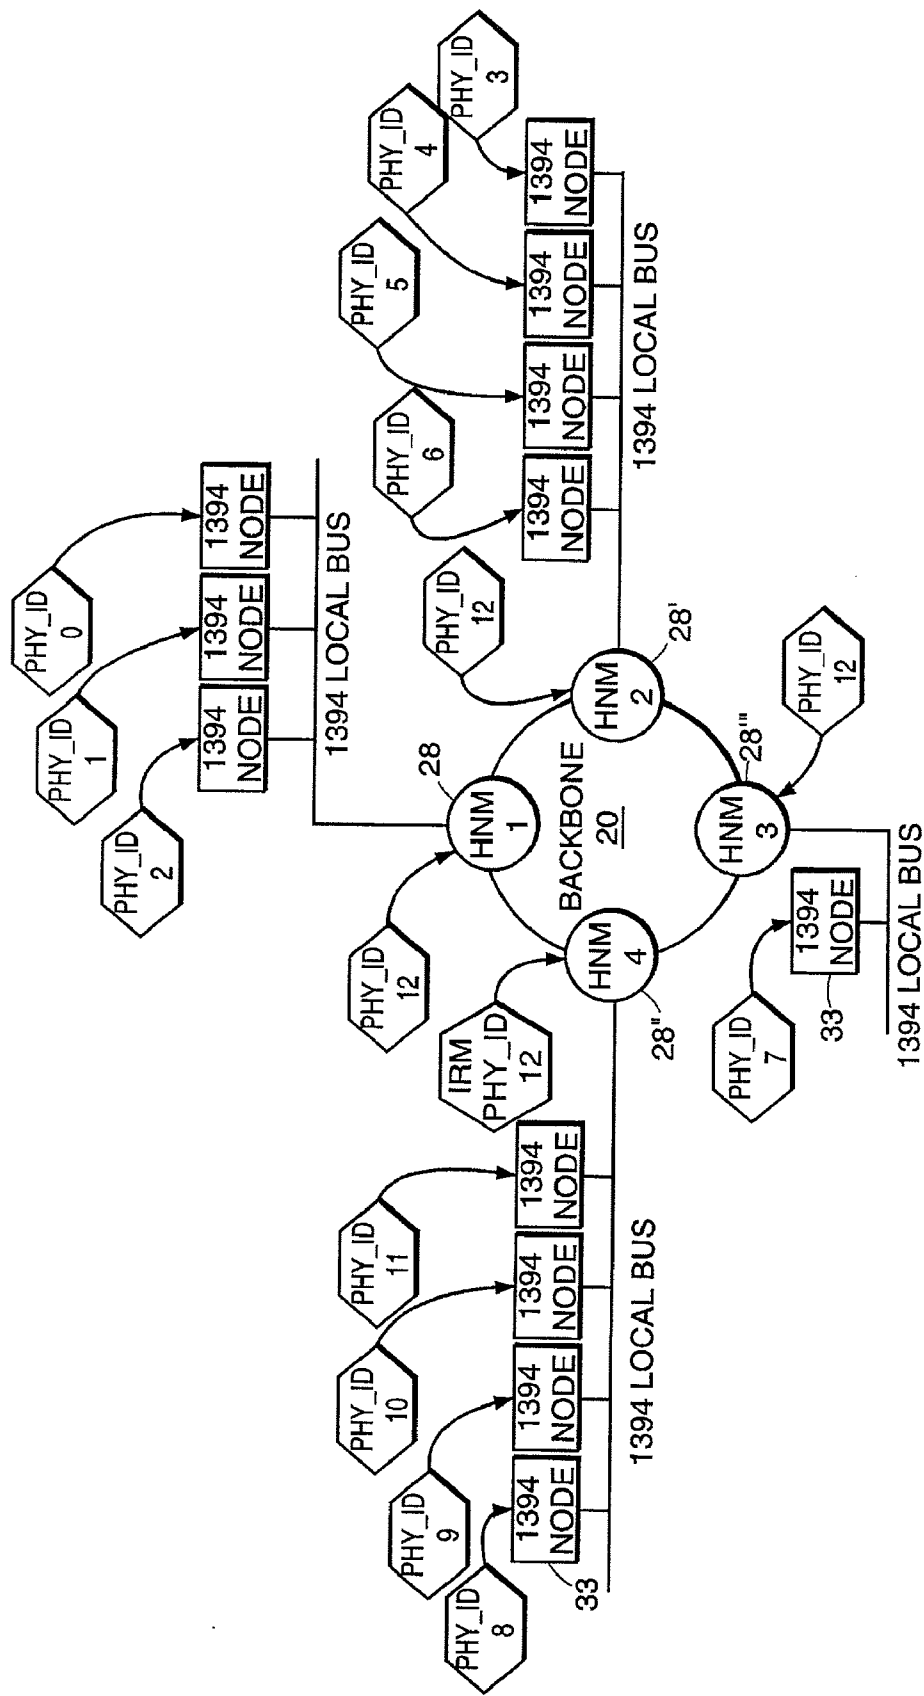 PHY_ID
0
PHY_ID
1
PHY_ID
2
1394
NODE
1394
NODE
1394
NODE
1394 LOCAL BUS
PHY_ID
8
PHY_ID
9
PHY_ID
10
PHY_ID
11
1394
NODE
1394
NODE
1394
NODE
1394
NODE
33
1394 LOCAL BUS
IRM
PHY_ID
12
PHY_ID
12
HNM
1
28
PHY_ID
12
PHY_ID
6
PHY_ID
5
PHY_ID
4
PHY_ID
3
1394
NODE
1394
NODE
1394
NODE
1394
NODE
1394 LOCAL BUS
HNM
4
28"
BACKBONE
20
HNM
2
28'
PHY_ID
7
HNM
3
28'''
PHY_ID
12
1394
NODE
33
1394 LOCAL BUS